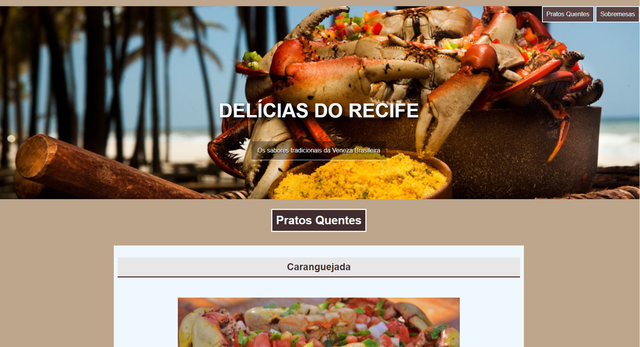 Pratos Quentes
Sobremesas
DELÍCIAS DO RECIFE
Os sabores tradicionais da Veneza Brasileira
Pratos Quentes
Caranguejada